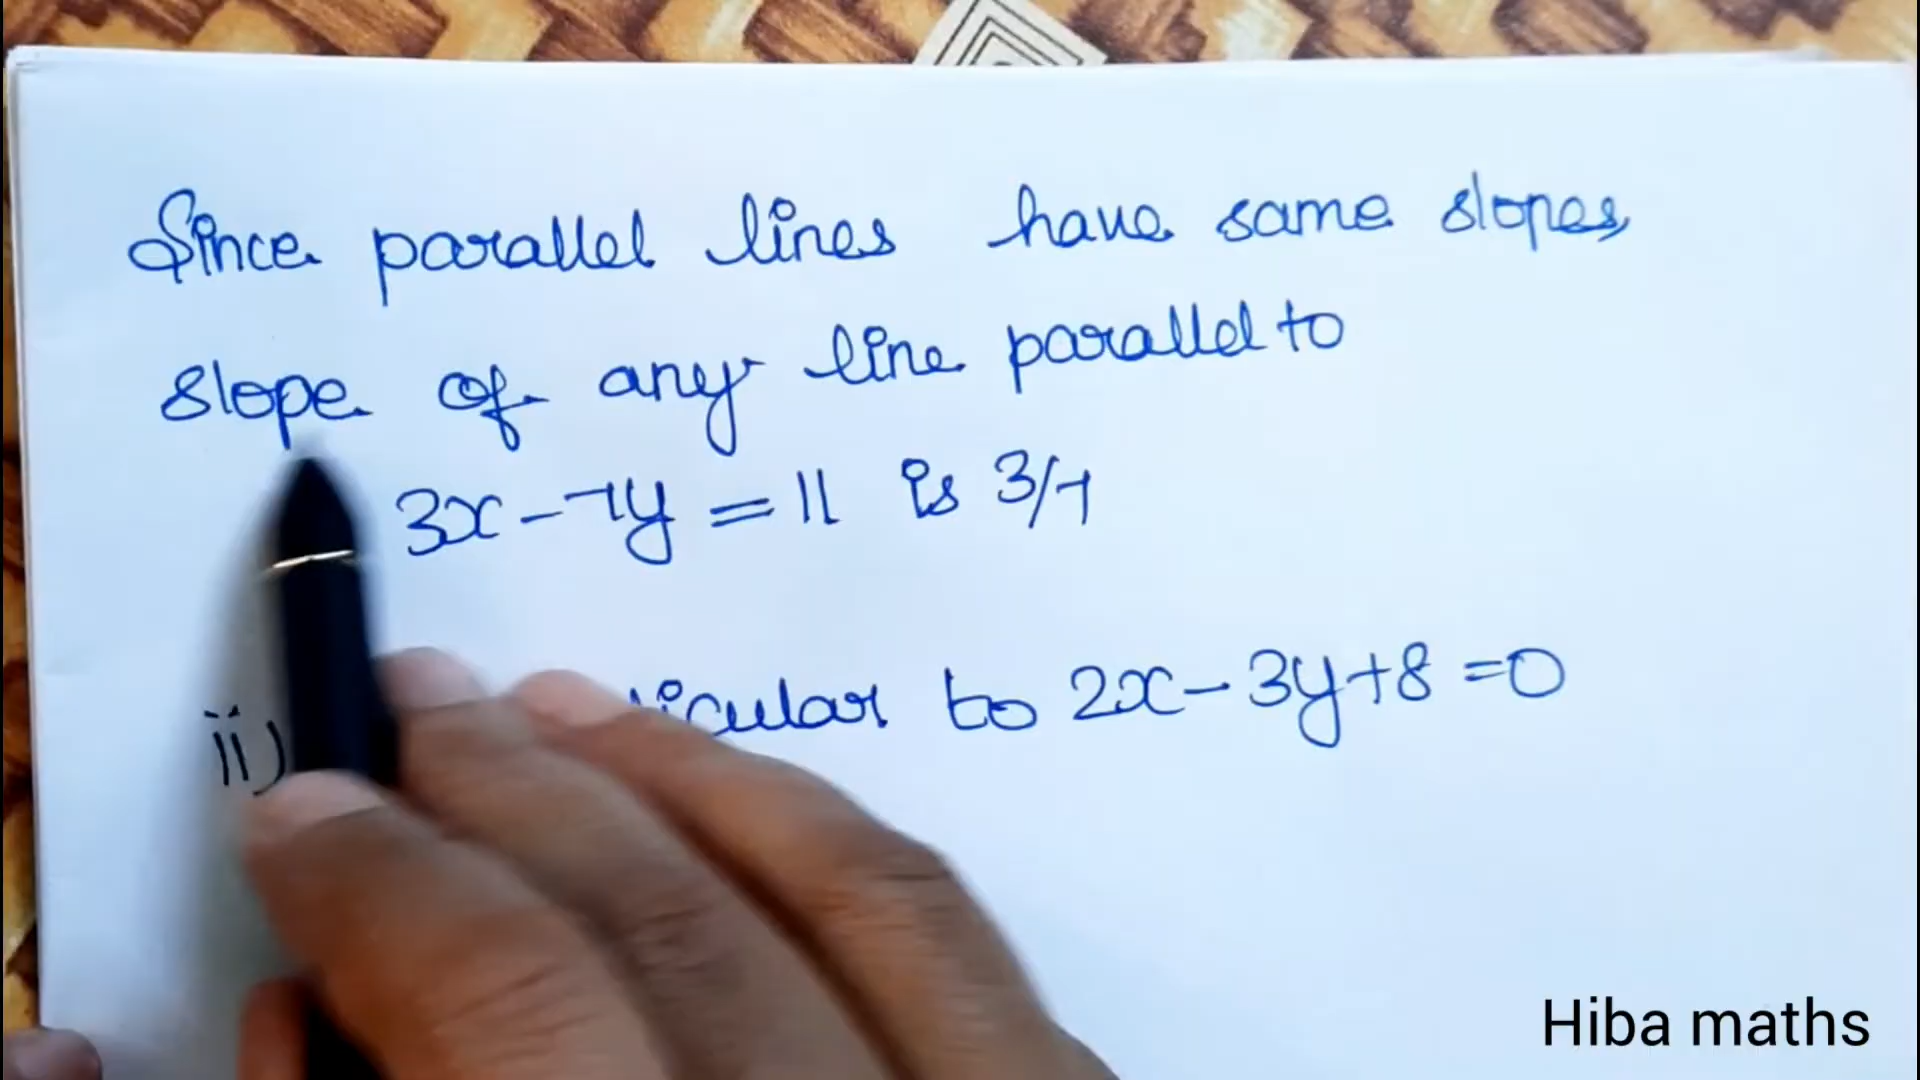 Since parallel lines have same slopes,
slope of any line parallel to
3x - 7y = 11 is 3/7
ii) to 2x - 3y + 8 = 0
Hiba maths